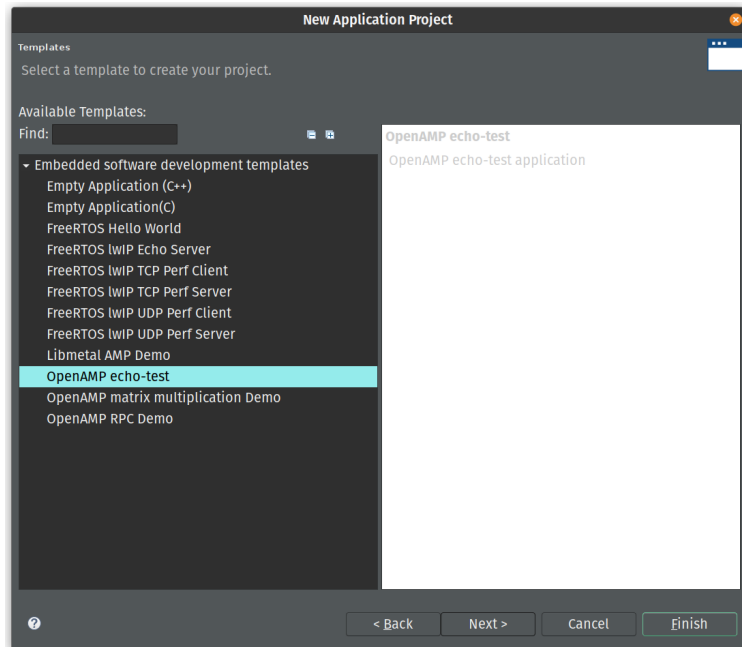 New Application Project
Templates
Select a template to create your project.
Available Templates:
Find:
OpenAMP echo-test
OpenAMP echo-test application
Embedded software development templates
Empty Application (C++)
Empty Application(C)
FreeRTOS Hello World
FreeRTOS lwIP Echo Server
FreeRTOS lwIP TCP Perf Client
FreeRTOS lwIP TCP Perf Server
FreeRTOS lwIP UDP Perf Client
FreeRTOS lwIP UDP Perf Server
Libmetal AMP Demo
OpenAMP echo-test
OpenAMP matrix multiplication Demo
OpenAMP RPC Demo
? < Back Next > Cancel Finish